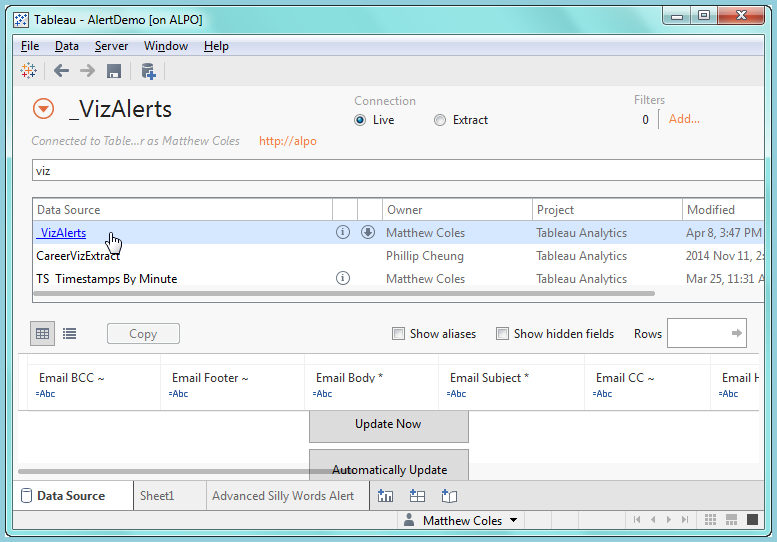 Tableau - AlertDemo [on ALPO]
File Data Server Window Help
_VizAlerts
Connection
Live Extract
Filters
0 Add...
Connected to Table...r as Matthew Coles http://alpo
viz
Data Source Owner Project Modified
_VizAlerts Matthew Coles Tableau Analytics Apr 8, 3:47 PM
CareerVizExtract Phillip Cheung Tableau Analytics 2014 Nov 11, 2:
TS Timestamps By Minute Matthew Coles Tableau Analytics Mar 25, 11:31 A
Copy Show aliases Show hidden fields Rows
Email BCC ~ Email Footer ~ Email Body * Email Subject * Email CC ~ Email H
=Abc =Abc =Abc =Abc =Abc =Abc
Update Now
Automatically Update
Data Source Sheet1 Advanced Silly Words Alert
Matthew Coles